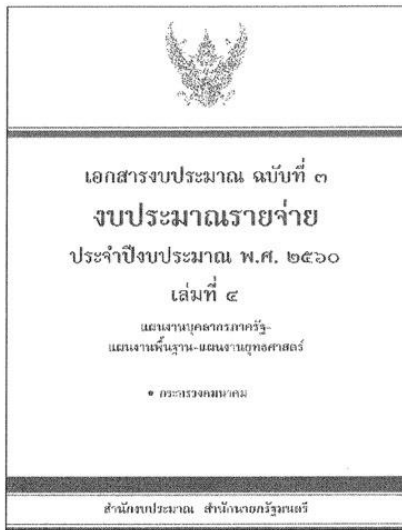 เอกสารงบประมาณ ฉบับที่ ๓
งบประมาณรายจ่าย
ประจำปีงบประมาณ พ.ศ. ๒๕๖๐
เล่มที่ ๔
แผนงานบุคลากรภาครัฐ-
แผนงานพื้นฐาน-แผนงานยุทธศาสตร์
• กระทรวงคมนาคม
สำนักงบประมาณ สำนักนายกรัฐมนตรี